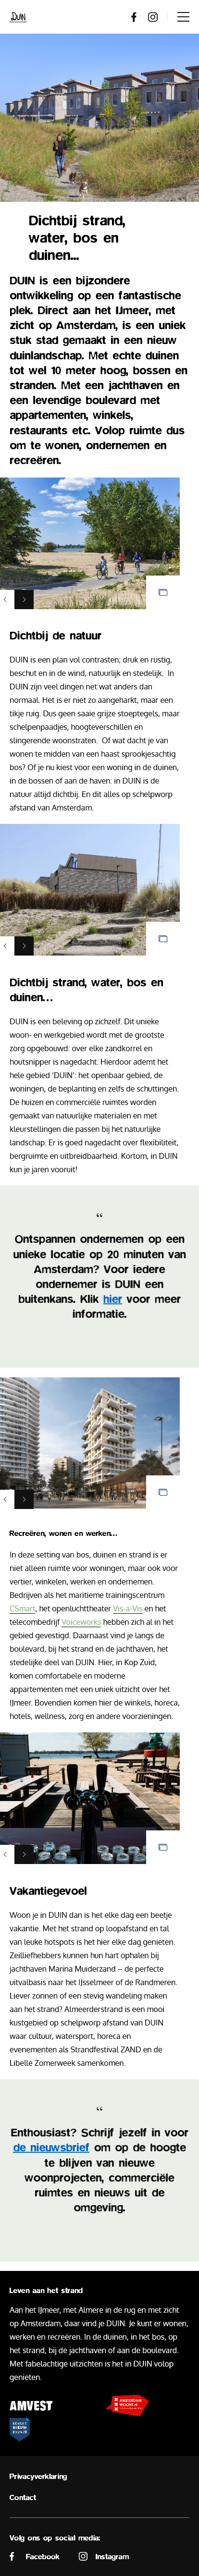 DUIN
Dichtbij strand,
water, bos en
duinen...
DUIN is een bijzondere
ontwikkeling op een fantastische
plek. Direct aan het IJmeer, met
zicht op Amsterdam, is een uniek
stuk stad gemaakt in een nieuw
duinlandschap. Met echte duinen
tot wel 10 meter hoog, bossen en
stranden. Met een jachthaven en
een levendige boulevard met
appartementen, winkels,
restaurants etc. Volop ruimte dus
om te wonen, ondernemen en
recreëren.
Dichtbij de natuur
DUIN is een plan vol contrasten; druk en rustig,
beschut en in de wind, natuurlijk en stedelijk. In
DUIN zijn veel dingen net wat anders dan
normaal. Het is er niet zo aangeharkt, maar een
tikje ruig. Dus geen saaie grijze stoeptegels, maar
schelpenpaadjes, hoogteverschillen en
slingerende woonstraten. Of wat dacht je van
wonen te midden van een haast sprookjesachtig
bos? Of je nu kiest voor een woning in de duinen,
in de bossen of aan de haven: in DUIN is de
natuur altijd dichtbij. En dit alles op schelpworp
afstand van Amsterdam.
Dichtbij strand, water, bos en
duinen...
DUIN is een beleving op zichzelf. Dit unieke
woon- en werkgebied wordt met de grootste
zorg opgebouwd: over elke zandkorrel en
houtsnipper is nagedacht. Hierdoor ademt het
hele gebied 'DUIN': het openbaar gebied, de
woningen, de beplanting en zelfs de schuttingen.
De huizen en commerciële ruimtes worden
gemaakt van natuurlijke materialen en met
kleurstellingen die passen bij het natuurlijke
landschap. Er is goed nagedacht over flexibiliteit,
bergruimte en uitbreidbaarheid. Kortom, in DUIN
kun je jaren vooruit!
“
Ontspannen ondernemen op een
unieke locatie op 20 minuten van
Amsterdam? Voor iedere
ondernemer is DUIN een
buitenkans. Klik hier voor meer
informatie.
Recreëren, wonen en werken...
In deze setting van bos, duinen en strand is er
niet alleen ruimte voor woningen, maar ook voor
vertier, winkelen, werken en ondernemen.
Bedrijven als het maritieme trainingscentrum
CSmart, het openluchttheater Vis-a-Vis en het
telecombedrijf Voiceworks hebben zich al in het
gebied gevestigd. Daarnaast vind je langs de
boulevard, bij het strand en de jachthaven, het
stedelijke deel van DUIN. Hier, in Kop Zuid,
komen comfortabele en moderne
appartementen met een uniek uitzicht over het
IJmeer. Bovendien komen hier de winkels, horeca,
hotels, wellness, zorg en andere voorzieningen.
Vakantiegevoel
Woon je in DUIN dan is het elke dag een beetje
vakantie. Met het strand op loopafstand en tal
van leuke hotspots is het hier elke dag genieten.
Zeilliefhebbers kunnen hun hart ophalen bij
jachthaven Marina Muiderzand – de perfecte
uitvalbasis naar het IJsselmeer of de Randmeren.
Liever zonnen of een stevig wandeling maken
aan het strand? Almeerderstrand is een mooi
kustgebied op schelpworp afstand van DUIN
waar cultuur, watersport, horeca en
evenementen als Strandfestival ZAND en de
Libelle Zomerweek samenkomen.
“
Enthousiast? Schrijf jezelf in voor
de nieuwsbrief om op de hoogte
te blijven van nieuwe
woonprojecten, commerciële
ruimtes en nieuws uit de
omgeving.
Leven aan het strand
Aan het IJmeer, met Almere in de rug en met zicht
op Amsterdam, daar vind je DUIN. Je kunt er wonen,
werken en recreëren. In de duinen, in het bos, op
het strand, bij de jachthaven of aan de boulevard.
Met fabelachtige uitzichten is het in DUIN volop
genieten.
AMVEST
AMSTERDAM
WOONT
Privacyverklaring
Contact
Volg ons op social media:
Facebook
Instagram